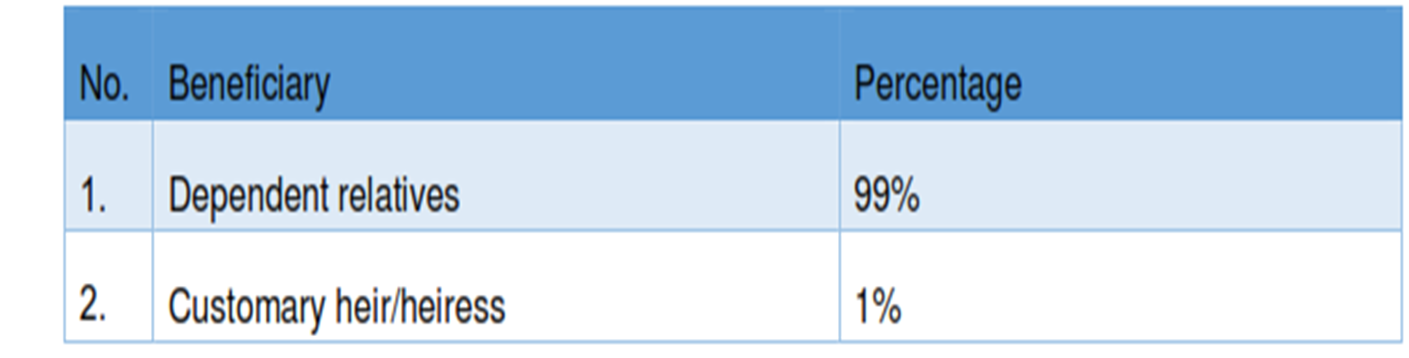 No. Beneficiary Percentage
1. Dependent relatives 99%
2. Customary heir/heiress 1%